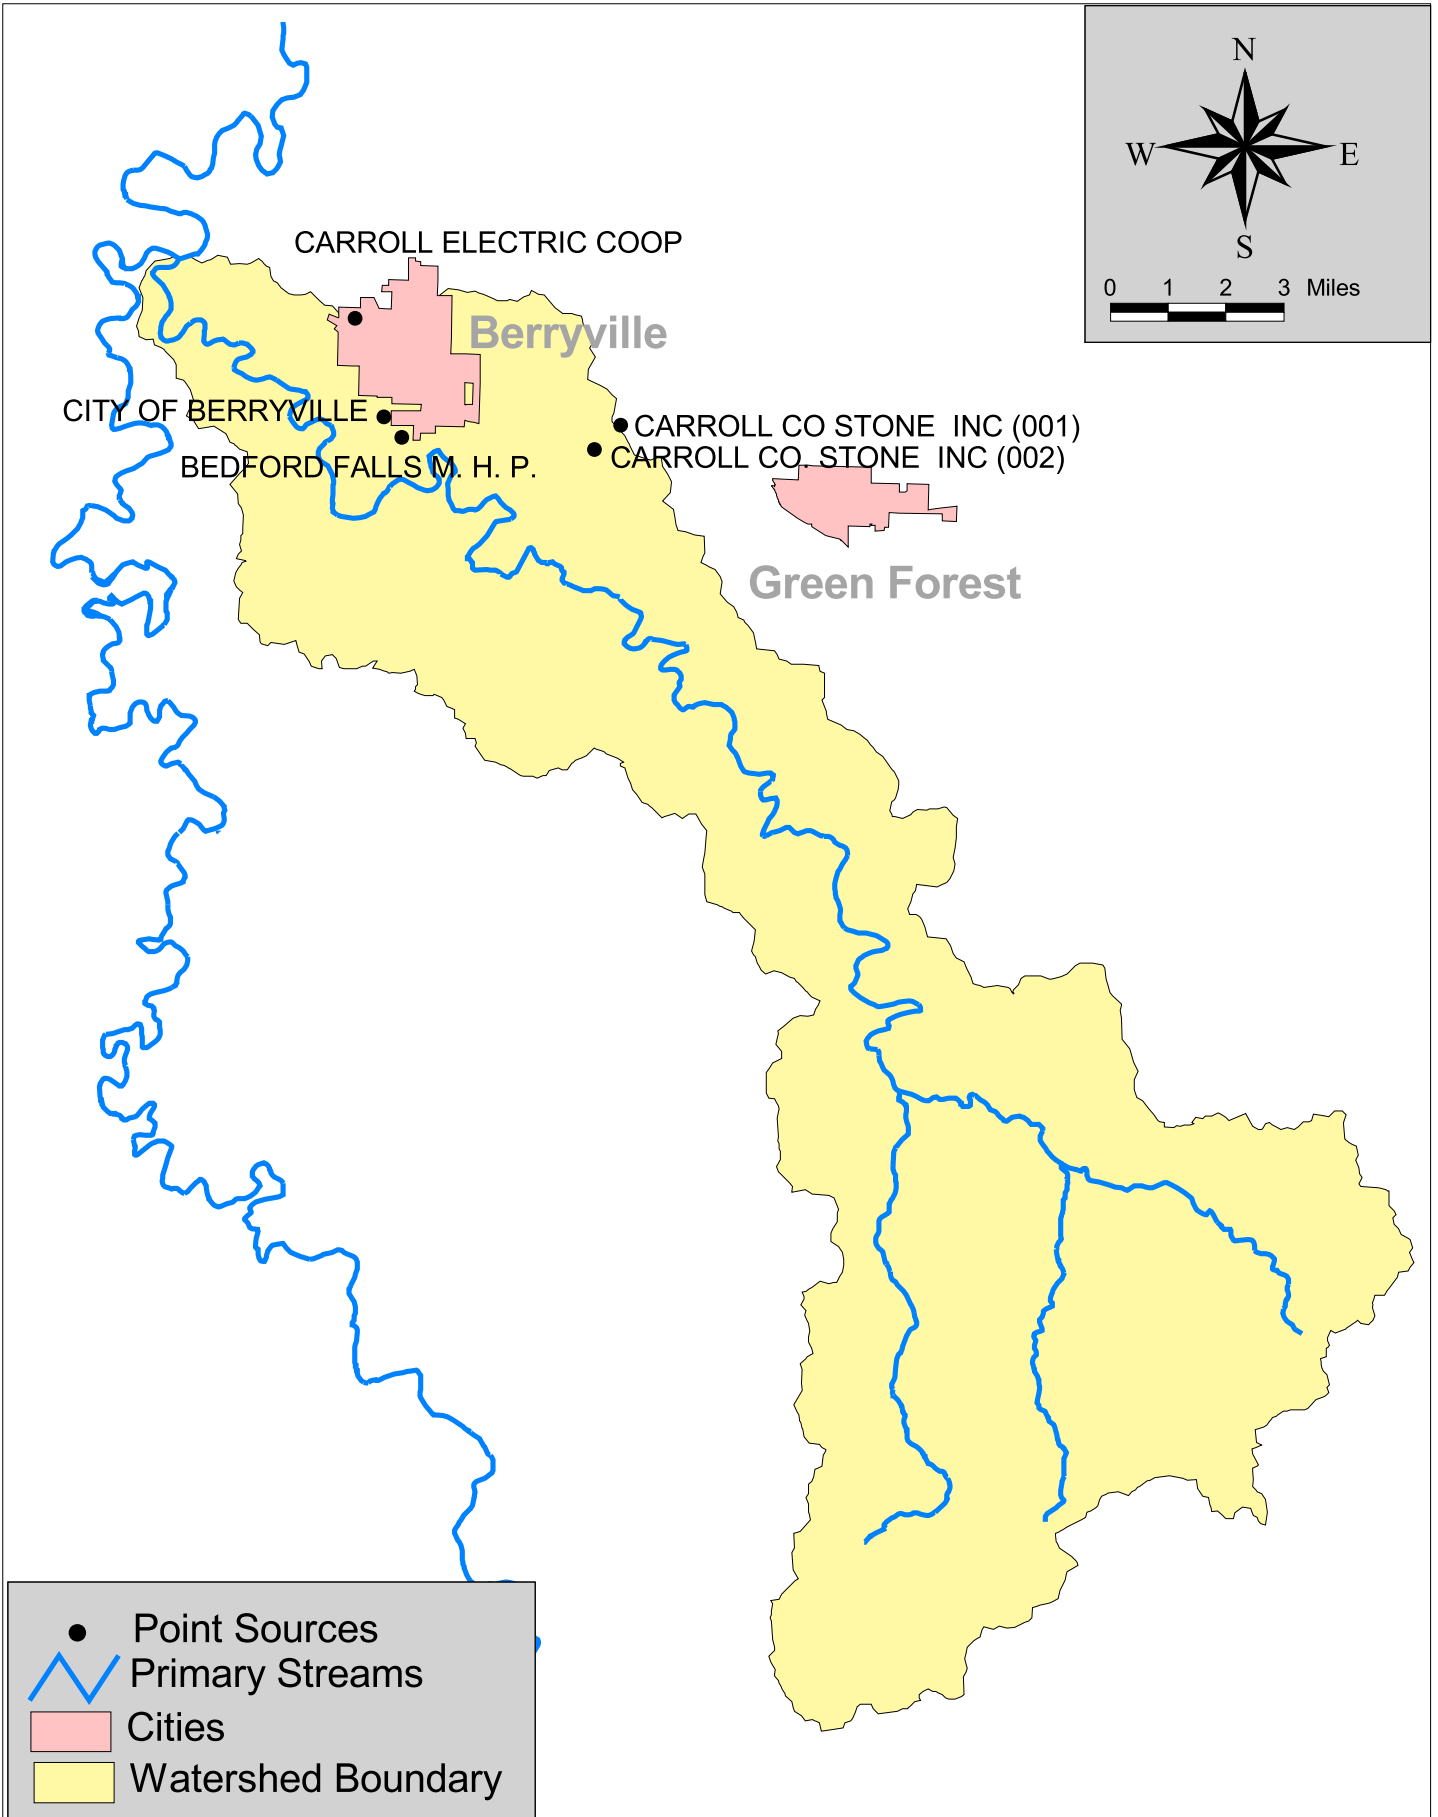 N
W E
S
0 1 2 3 Miles
CARROLL ELECTRIC COOP
Berryville
CITY OF BERRYVILLE
CARROLL CO STONE INC (001)
CARROLL CO. STONE INC (002)
BEDFORD FALLS M. H. P.
Green Forest
Point Sources
Primary Streams
Cities
Watershed Boundary